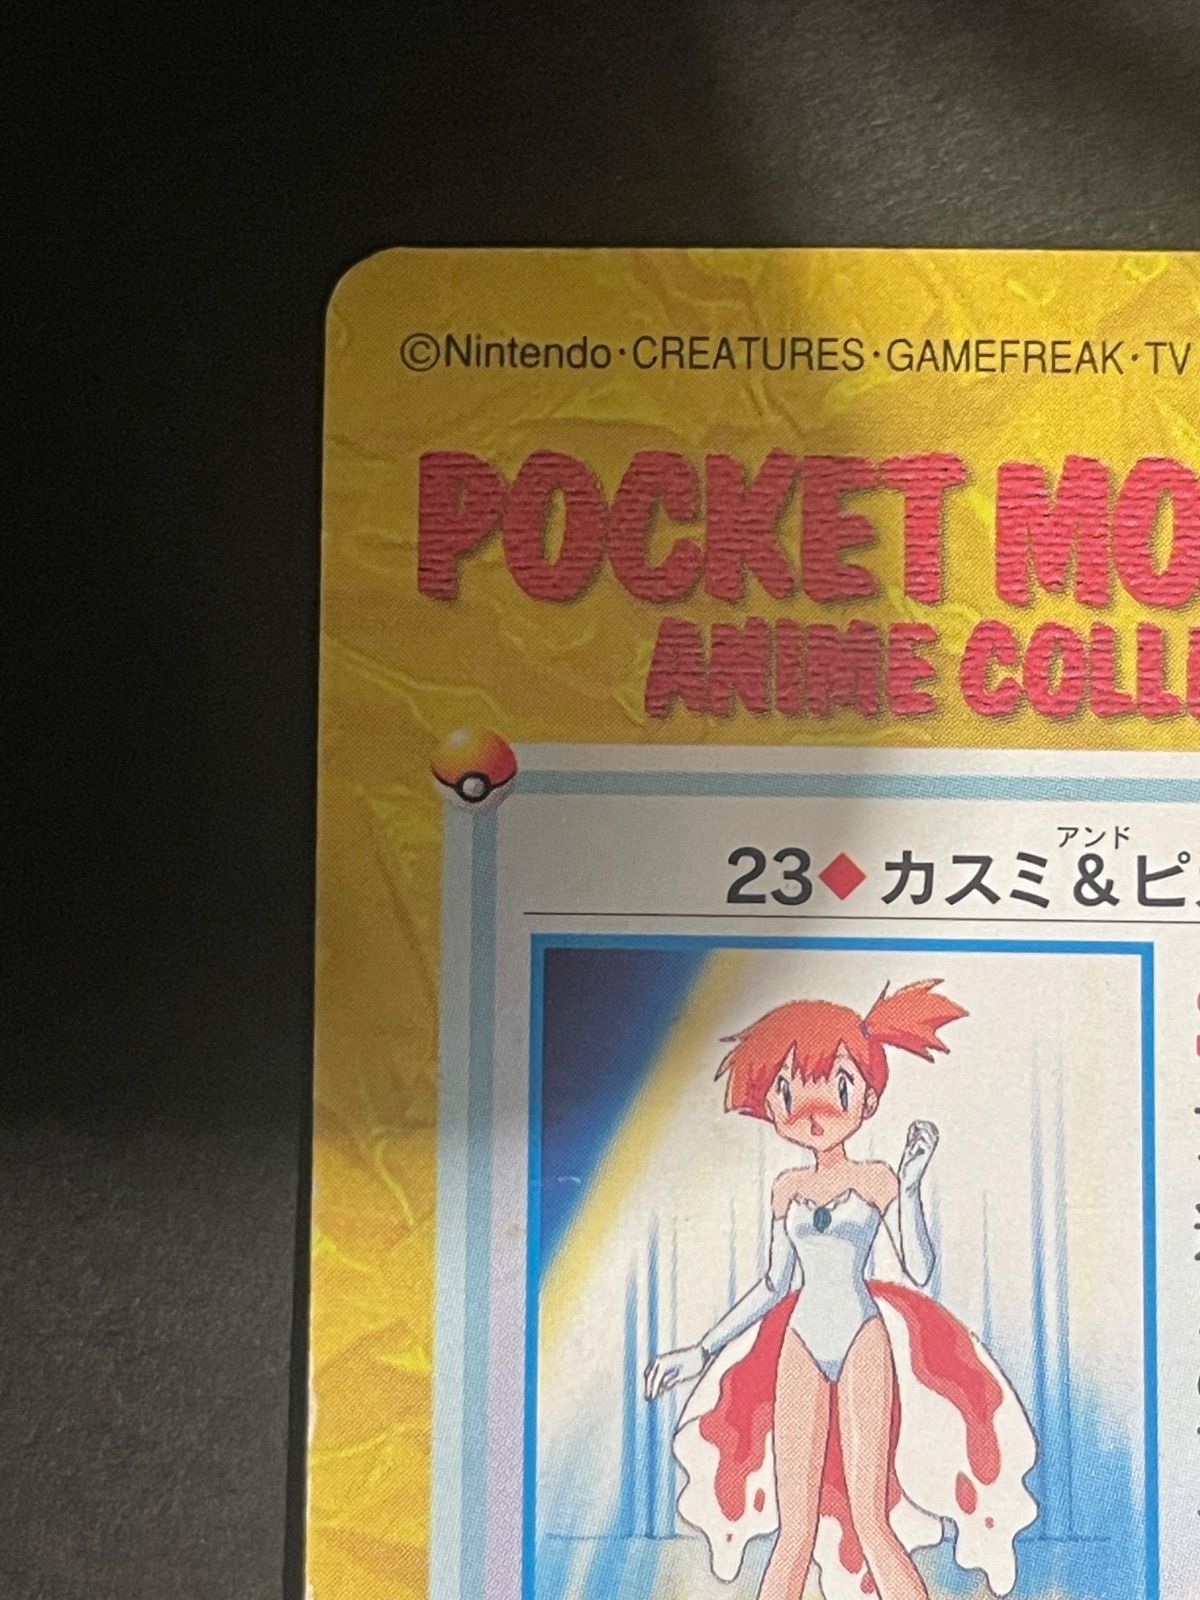 ©Nintendo·CREATURES·GAMEFREAK·TV
POCKET MO
ANIME COLL
アンド
23◆カスミ&ピ